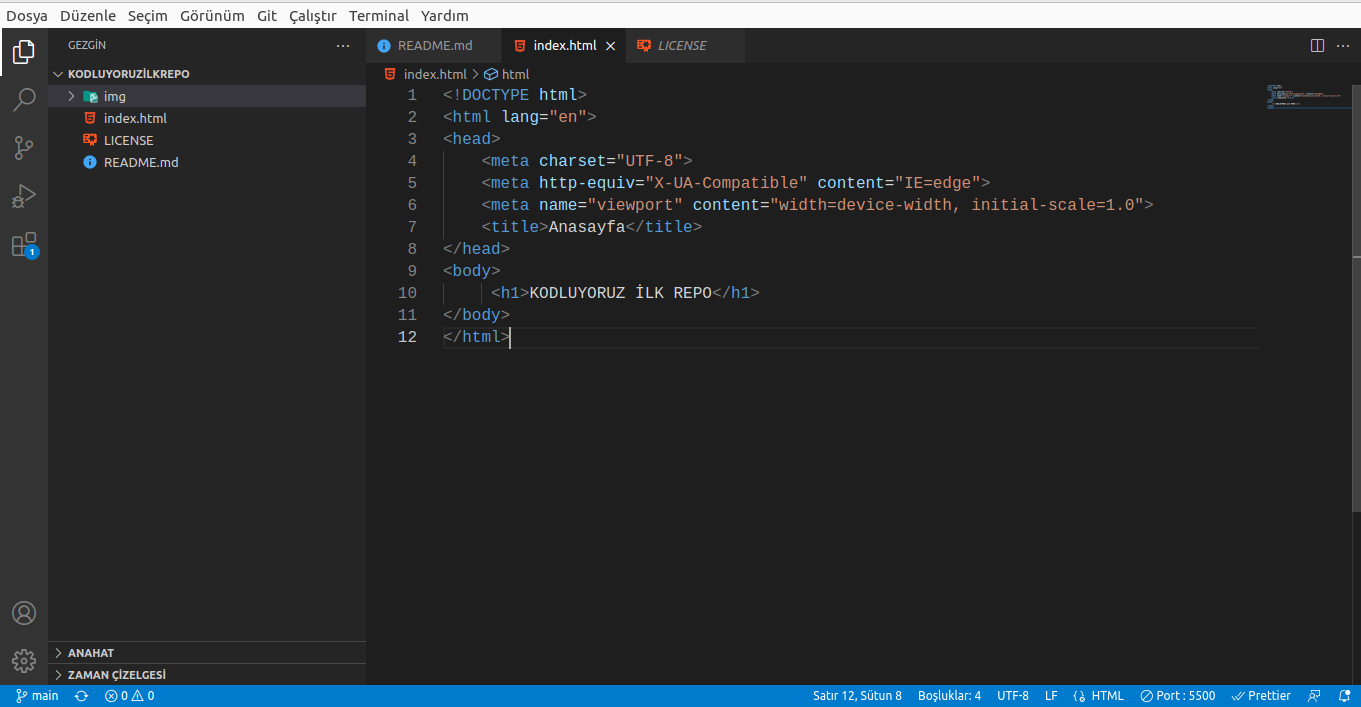 Dosya Düzenle Seçim Görünüm Git Çalıştır Terminal Yardım
GEZGİN
README.md index.html LICENSE
KODLUYORUZİLKREPO
img
index.html
LICENSE
README.md
1
index.html > html
1 <!DOCTYPE html>
2 <html lang="en">
3 <head>
4 <meta charset="UTF-8">
5 <meta http-equiv="X-UA-Compatible" content="IE=edge">
6 <meta name="viewport" content="width=device-width, initial-scale=1.0">
7 <title>Anasayfa</title>
8 </head>
9 <body>
10 <h1>KODLUYORUZ İLK REPO</h1>
11 </body>
12 </html>
ANAHAT
ZAMAN ÇİZELGESİ
main 0 0 Satır 12, Sütun 8 Boşluklar: 4 UTF-8 LF HTML Port : 5500 Prettier